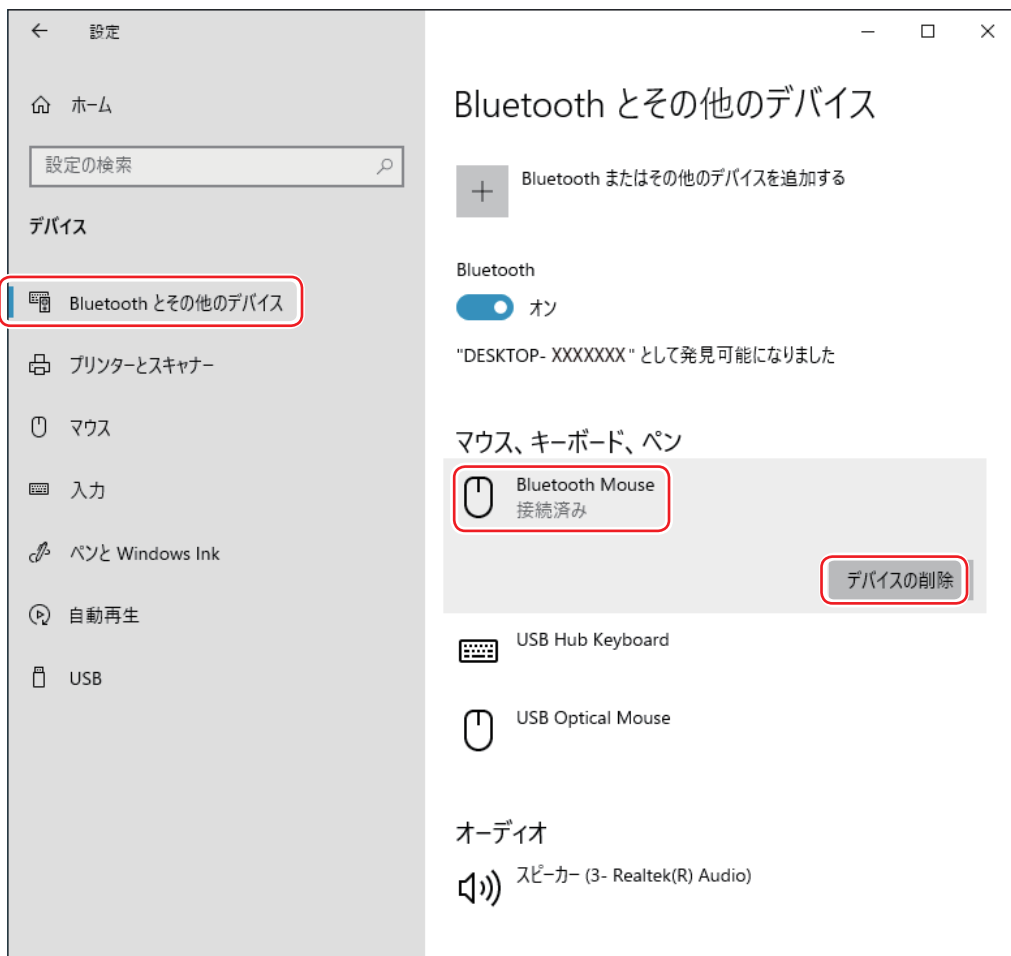 設定
ホーム
設定の検索
デバイス
Bluetooth とその他のデバイス
プリンターとスキャナー
マウス
入力
ペンと Windows Ink
自動再生
USB
Bluetooth とその他のデバイス
Bluetooth またはその他のデバイスを追加する
Bluetooth
オン
"DESKTOP- XXXXXXX " として発見可能になりました
マウス、キーボード、ペン
Bluetooth Mouse
接続済み
デバイスの削除
USB Hub Keyboard
USB Optical Mouse
オーディオ
スピーカー (3- Realtek(R) Audio)